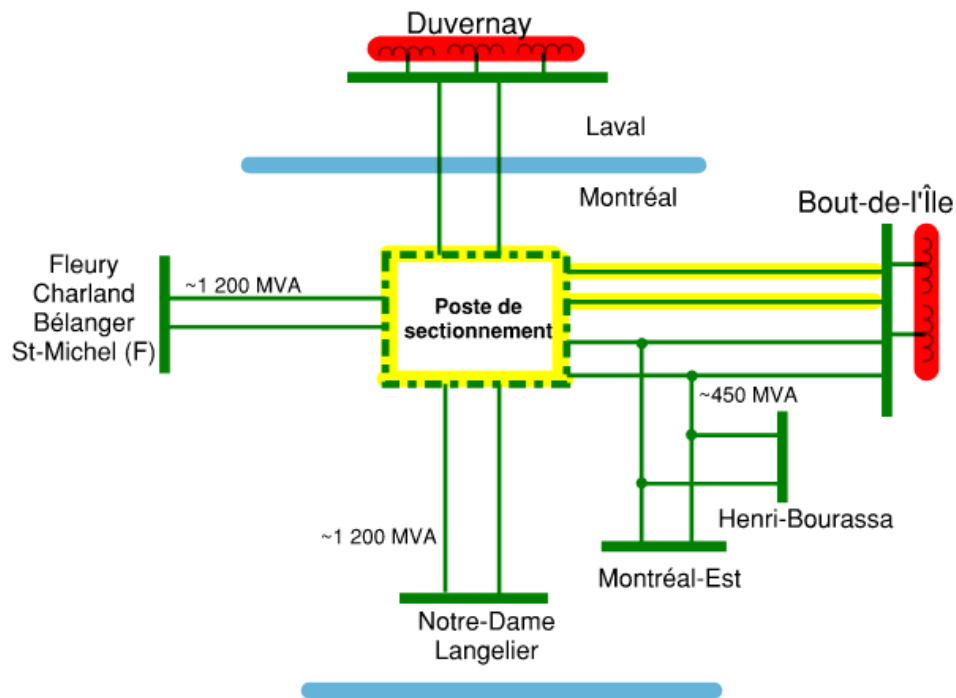 Duvernay
Laval
Montréal
Bout-de-l'Île
Fleury
Charland
Bélanger
St-Michel (F)
~1 200 MVA
Poste de
sectionnement
~450 MVA
Henri-Bourassa
~1 200 MVA
Montréal-Est
Notre-Dame
Langelier